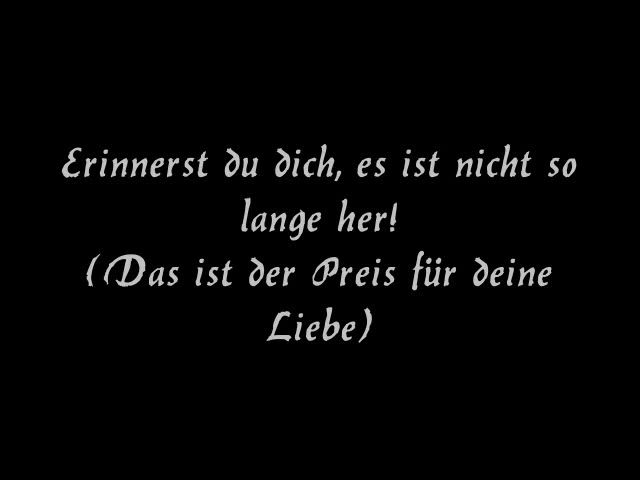 Erinnerst du dich, es ist nicht so
lange her!
(Das ist der Preis für deine
Liebe)